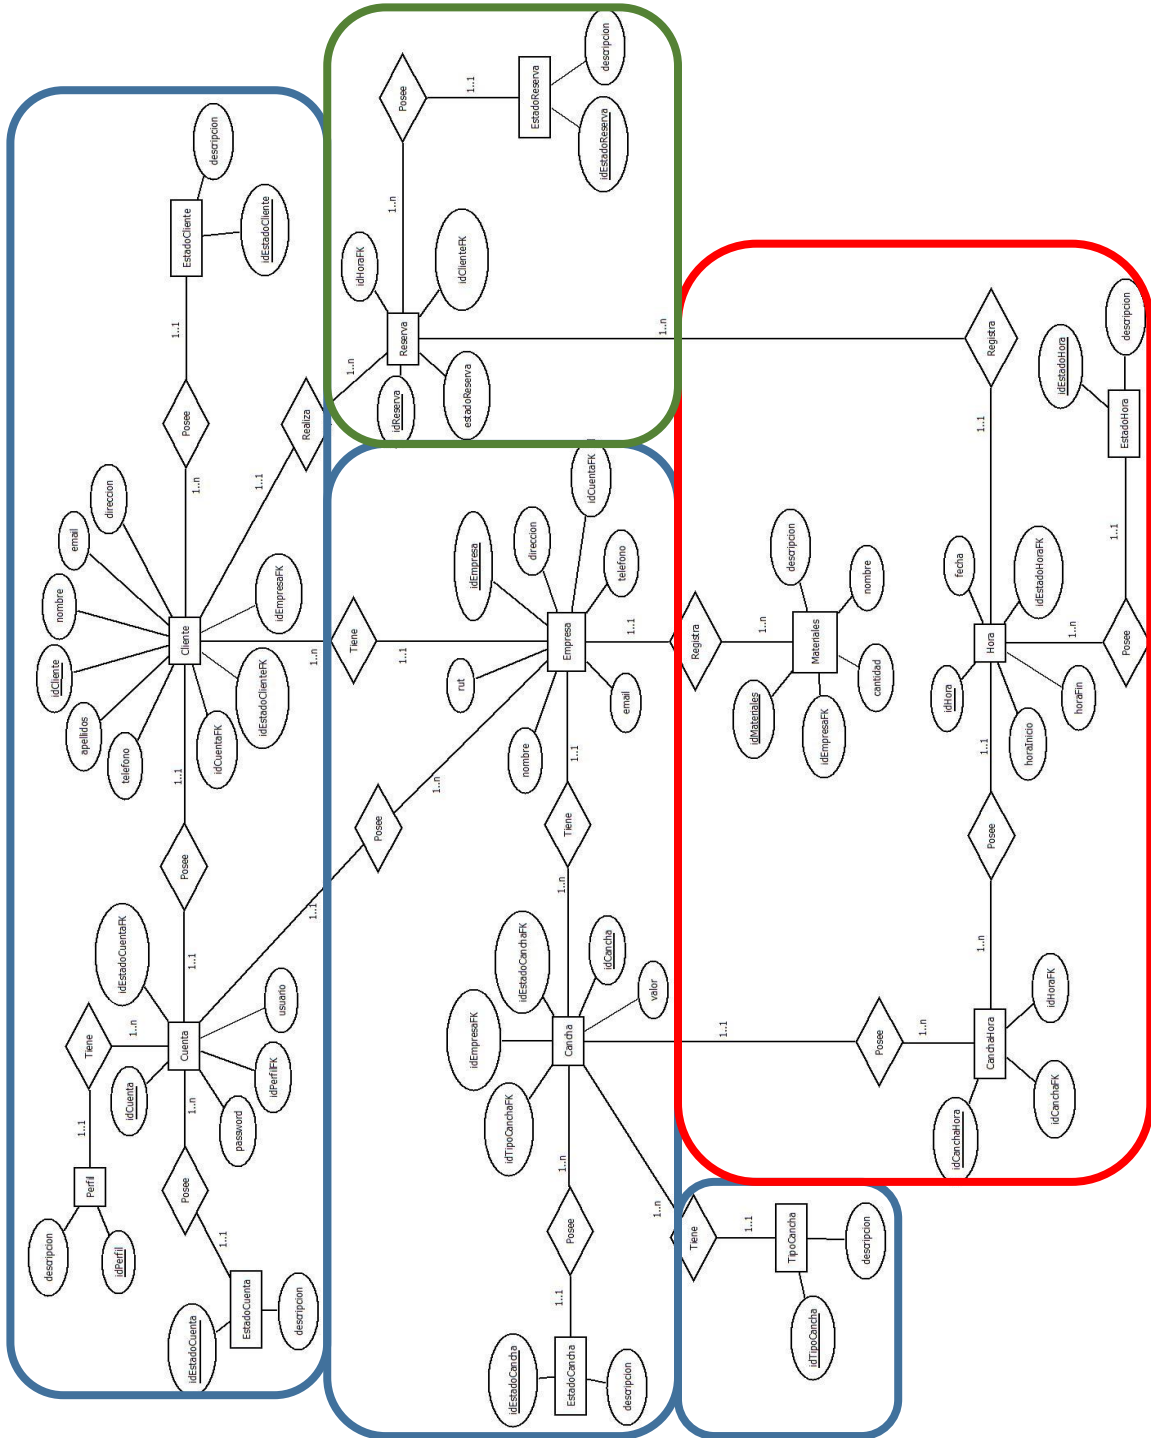 descripcion
idEstadoCliente
EstadoCliente
1..1
Posee
1..n
direccion
email
nombre
idCliente
apellidos
telefono
idCuentaFK
idEstadoClienteFK
idEmpresaFK
Cliente
1..1
Realiza
1..n
1..n
Tiene
1..1
1..1
Posee
1..1
idEstadoCuentaFK
usuario
idPerfilFK
password
idCuenta
Cuenta
1..n
Tiene
1..1
Perfil
descripcion
idPerfil
1..n
Posee
1..1
EstadoCuenta
idEstadoCuenta
descripcion
1..1
Posee
1..n
Posee
1..1
1..n
EstadoReserva
descripcion
idEstadoReserva
idHoraFK
idClienteFK
Reserva
idReserva
estadoReserva
1..n
Registra
1..1
idCuentaFK
idEmpresa
direccion
telefono
Empresa
rut
nombre
email
1..1
Registra
1..n
1..1
Tiene
1..n
idEstadoCanchaFK
idCancha
valor
idEmpresaFK
idTipoCanchaFK
Cancha
1..1
Posee
1..n
1..n
Posee
1..1
EstadoCancha
idEstadoCancha
descripcion
1..n
Tiene
1..1
TipoCancha
descripcion
idTipoCancha
descripcion
nombre
Materiales
cantidad
idMateriales
idEmpresaFK
fecha
idEstadoHoraFK
Hora
idHora
horaInicio
horaFin
1..n
Posee
1..1
EstadoHora
idEstadoHora
descripcion
1..1
Posee
1..n
CanchaHora
idHoraFK
idCanchaFK
idCanchaHora